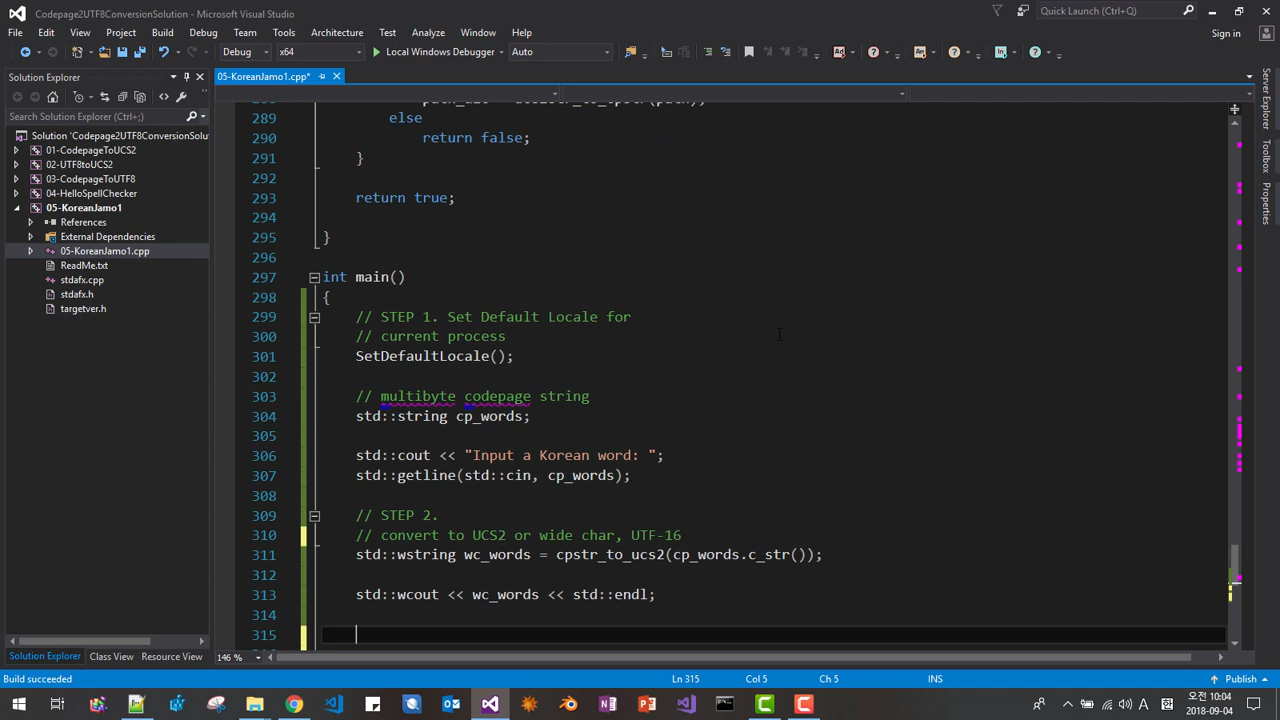 Codepage2UTF8ConversionSolution - Microsoft Visual Studio
Quick Launch (Ctrl+Q)
File Edit View Project Build Debug Team Tools Architecture Test Analyze Window Help
Sign in
Debug x64 Local Windows Debugger Auto
Solution Explorer
Search Solution Explorer (Ctrl+;)
Solution 'Codepage2UTF8ConversionSolu
01-CodepageToUCS2
02-UTF8toUCS2
03-CodepageToUTF8
04-HelloSpellChecker
05-KoreanJamo1
References
External Dependencies
05-KoreanJamo1.cpp
ReadMe.txt
stdafx.cpp
stdafx.h
targetver.h
Solution Explorer Class View Resource View
05-KoreanJamo1.cpp*
289 else
290 return false;
291 }
292
293 return true;
294
295 }
296
297 int main()
298 {
299 // STEP 1. Set Default Locale for
300 // current process
301 SetDefaultLocale();
302
303 // multibyte codepage string
304 std::string cp_words;
305
306 std::cout << "Input a Korean word: ";
307 std::getline(std::cin, cp_words);
308
309 // STEP 2.
310 // convert to UCS2 or wide char, UTF-16
311 std::wstring wc_words = cpstr_to_ucs2(cp_words.c_str());
312
313 std::wcout << wc_words << std::endl;
314
315
146 %
Server Explorer
Toolbox
Properties
Build succeeded Ln 315 Col 5 Ch 5 INS Publish
A 오전 10:04
2018-09-04